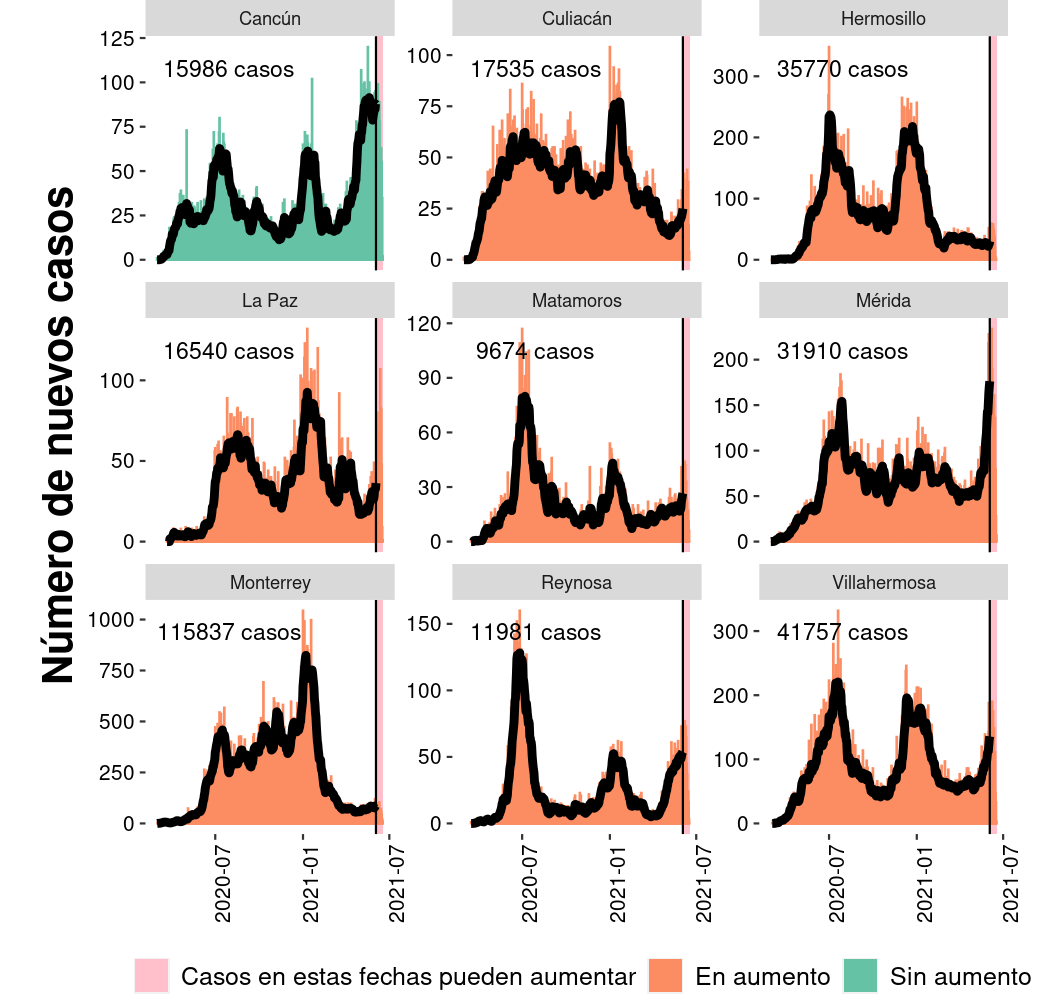 Número de nuevos casos
Cancún
Culiacán
Hermosillo
125
100
75
50
25
0
15986 casos
100
75
50
25
0
17535 casos
300
200
100
0
35770 casos
La Paz
Matamoros
Mérida
100
50
0
16540 casos
120
90
60
30
0
9674 casos
200
150
100
50
0
31910 casos
Monterrey
Reynosa
Villahermosa
1000
750
500
250
0
115837 casos
150
100
50
0
11981 casos
300
200
100
0
41757 casos
2020-07
2021-01
2021-07
2020-07
2021-01
2021-07
2020-07
2021-01
2021-07
Casos en estas fechas pueden aumentar
En aumento
Sin aumento